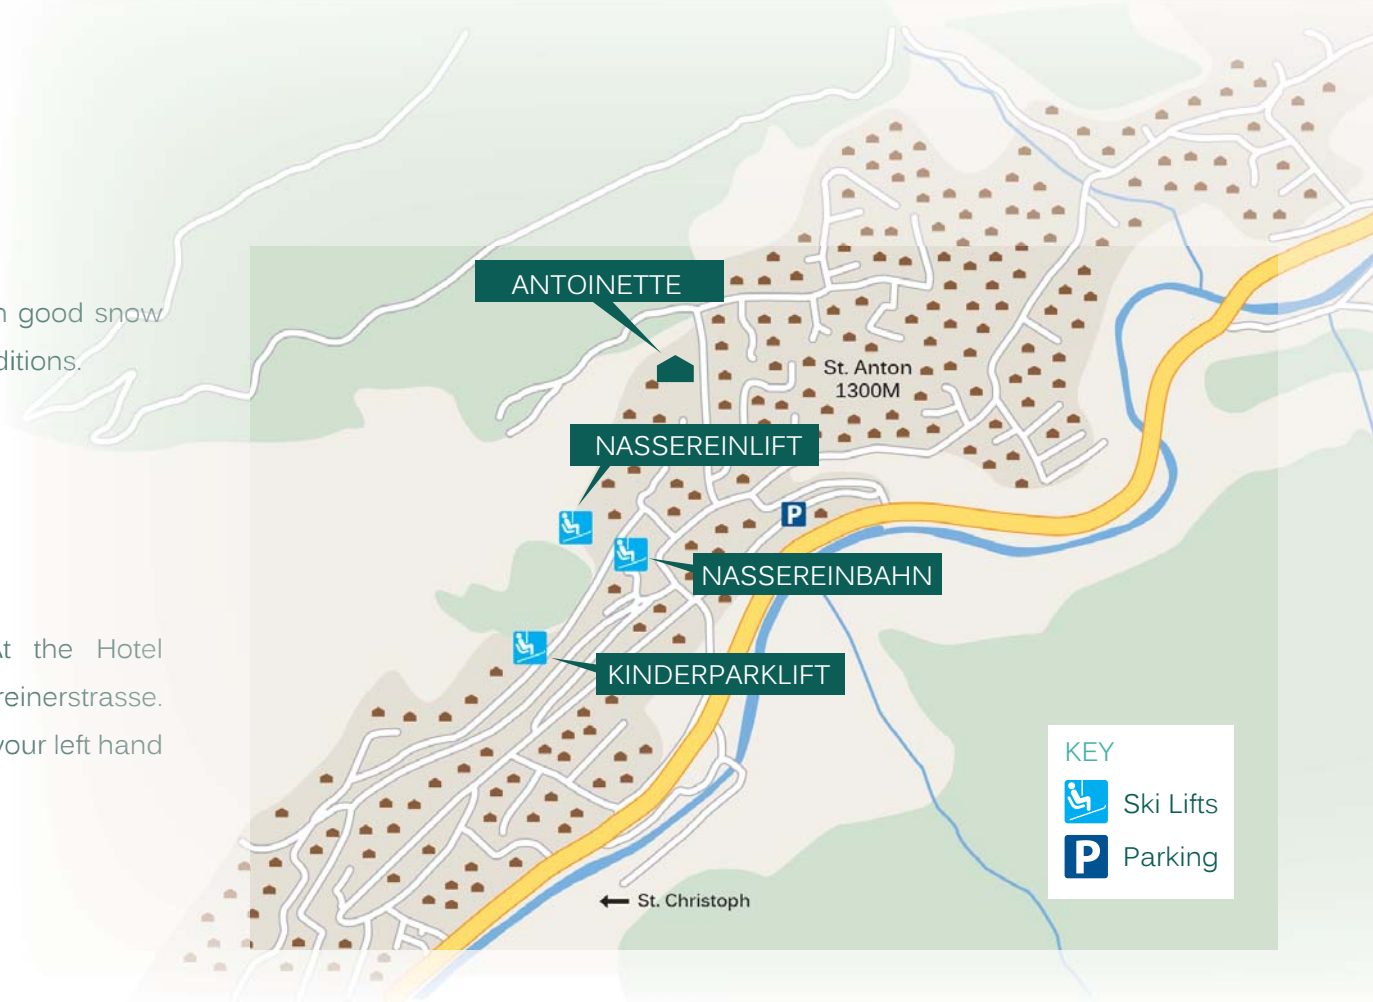 n good snow
ditions.
At the Hotel
reinerstrasse.
your left hand
ANTOINETTE
St. Anton
1300M
NASSEREINLIFT
P
NASSEREINBAHN
KINDERPARKLIFT
St. Christoph
KEY
Ski Lifts
P Parking